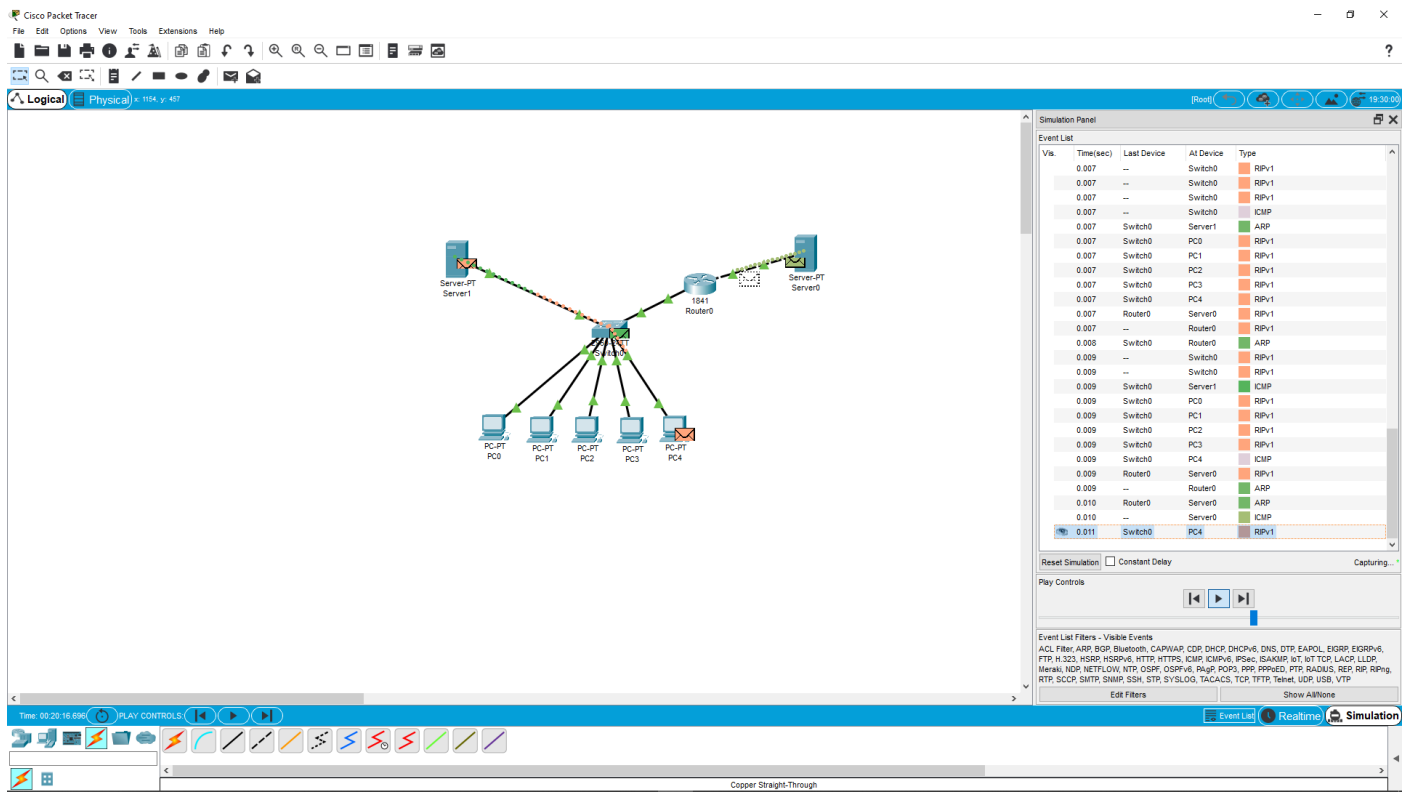 Cisco Packet Tracer
File Edit Options View Tools Extensions Help
?
Logical Physical x: 1154, y: 457 [Root] 19:30:00
Simulation Panel
Event List
Vis. Time(sec) Last Device At Device Type
0.007 -- Switch0 RIPv1
0.007 -- Switch0 RIPv1
0.007 -- Switch0 RIPv1
0.007 -- Switch0 ICMP
0.007 Switch0 Server1 ARP
0.007 Switch0 PC0 RIPv1
0.007 Switch0 PC1 RIPv1
0.007 Switch0 PC2 RIPv1
0.007 Switch0 PC3 RIPv1
0.007 Switch0 PC4 RIPv1
0.007 Router0 Server0 RIPv1
0.007 -- Router0 RIPv1
0.008 Switch0 Router0 ARP
0.009 -- Switch0 RIPv1
0.009 -- Switch0 RIPv1
0.009 Switch0 Server1 ICMP
0.009 Switch0 PC0 RIPv1
0.009 Switch0 PC1 RIPv1
0.009 Switch0 PC2 RIPv1
0.009 Switch0 PC3 RIPv1
0.009 Switch0 PC4 ICMP
0.009 Router0 Server0 RIPv1
0.009 -- Router0 ARP
0.010 Router0 Server0 ARP
0.010 -- Server0 ICMP
0.011 Switch0 PC4 RIPv1
Reset Simulation Constant Delay Capturing...
Play Controls
Event List Filters - Visible Events
ACL Filter, ARP, BGP, Bluetooth, CAPWAP, CDP, DHCP, DHCPv6, DNS, DTP, EAPOL, EIGRP, EIGRPv6,
FTP, H.323, HSRP, HSRPv6, HTTP, HTTPS, ICMP, ICMPv6, IPSec, ISAKMP, IoT, IoT TCP, LACP, LLDP,
Meraki, NDP, NETFLOW, NTP, OSPF, OSPFv6, PAgP, POP3, PPP, PPPoED, PTP, RADIUS, REP, RIP, RIPng,
RTP, SCCP, SMTP, SNMP, SSH, STP, SYSLOG, TACACS, TCP, TFTP, Telnet, UDP, USB, VTP
Edit Filters Show All/None
Server-PT
Server1
Server-PT
Server0
1841
Router0
Switch0
PC-PT
PC0
PC-PT
PC1
PC-PT
PC2
PC-PT
PC3
PC-PT
PC4
Time: 00:20:16.696 PLAY CONTROLS: Event List Realtime Simulation
Copper Straight-Through